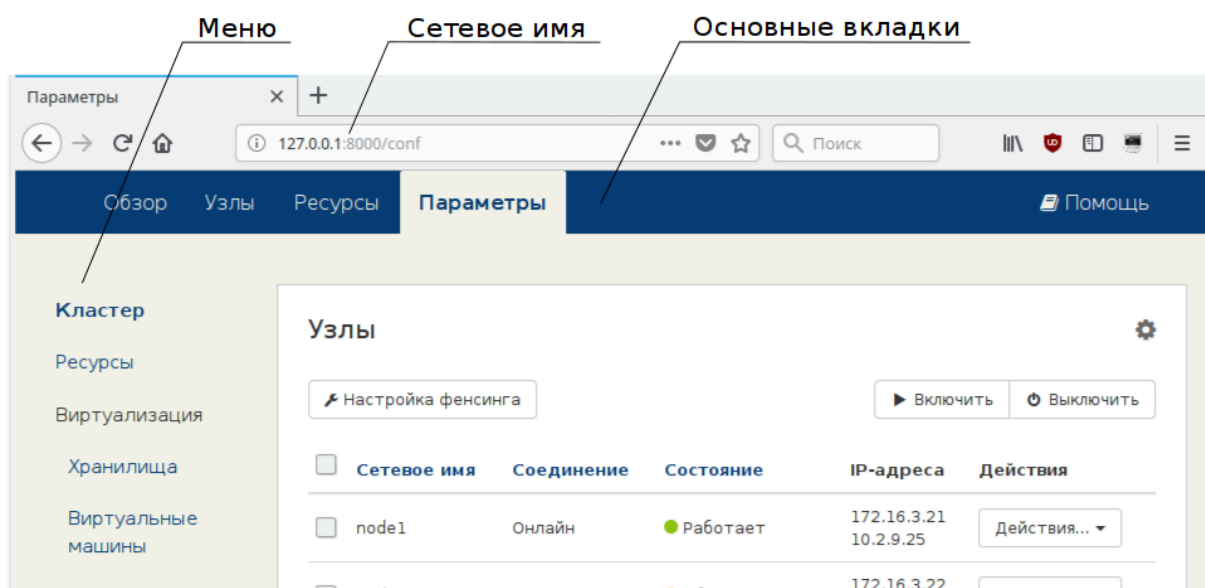 Меню Сетевое имя Основные вкладки
Параметры
127.0.0.1:8000/conf
Поиск
Обзор Узлы Ресурсы Параметры Помощь
Кластер
Ресурсы
Виртуализация
Хранилища
Виртуальные
машины
Узлы
Настройка фенсинга Включить Выключить
Сетевое имя Соединение Состояние IP-адреса Действия
node1 Онлайн Работает 172.16.3.21
10.2.9.25 Действия...
172.16.3.22